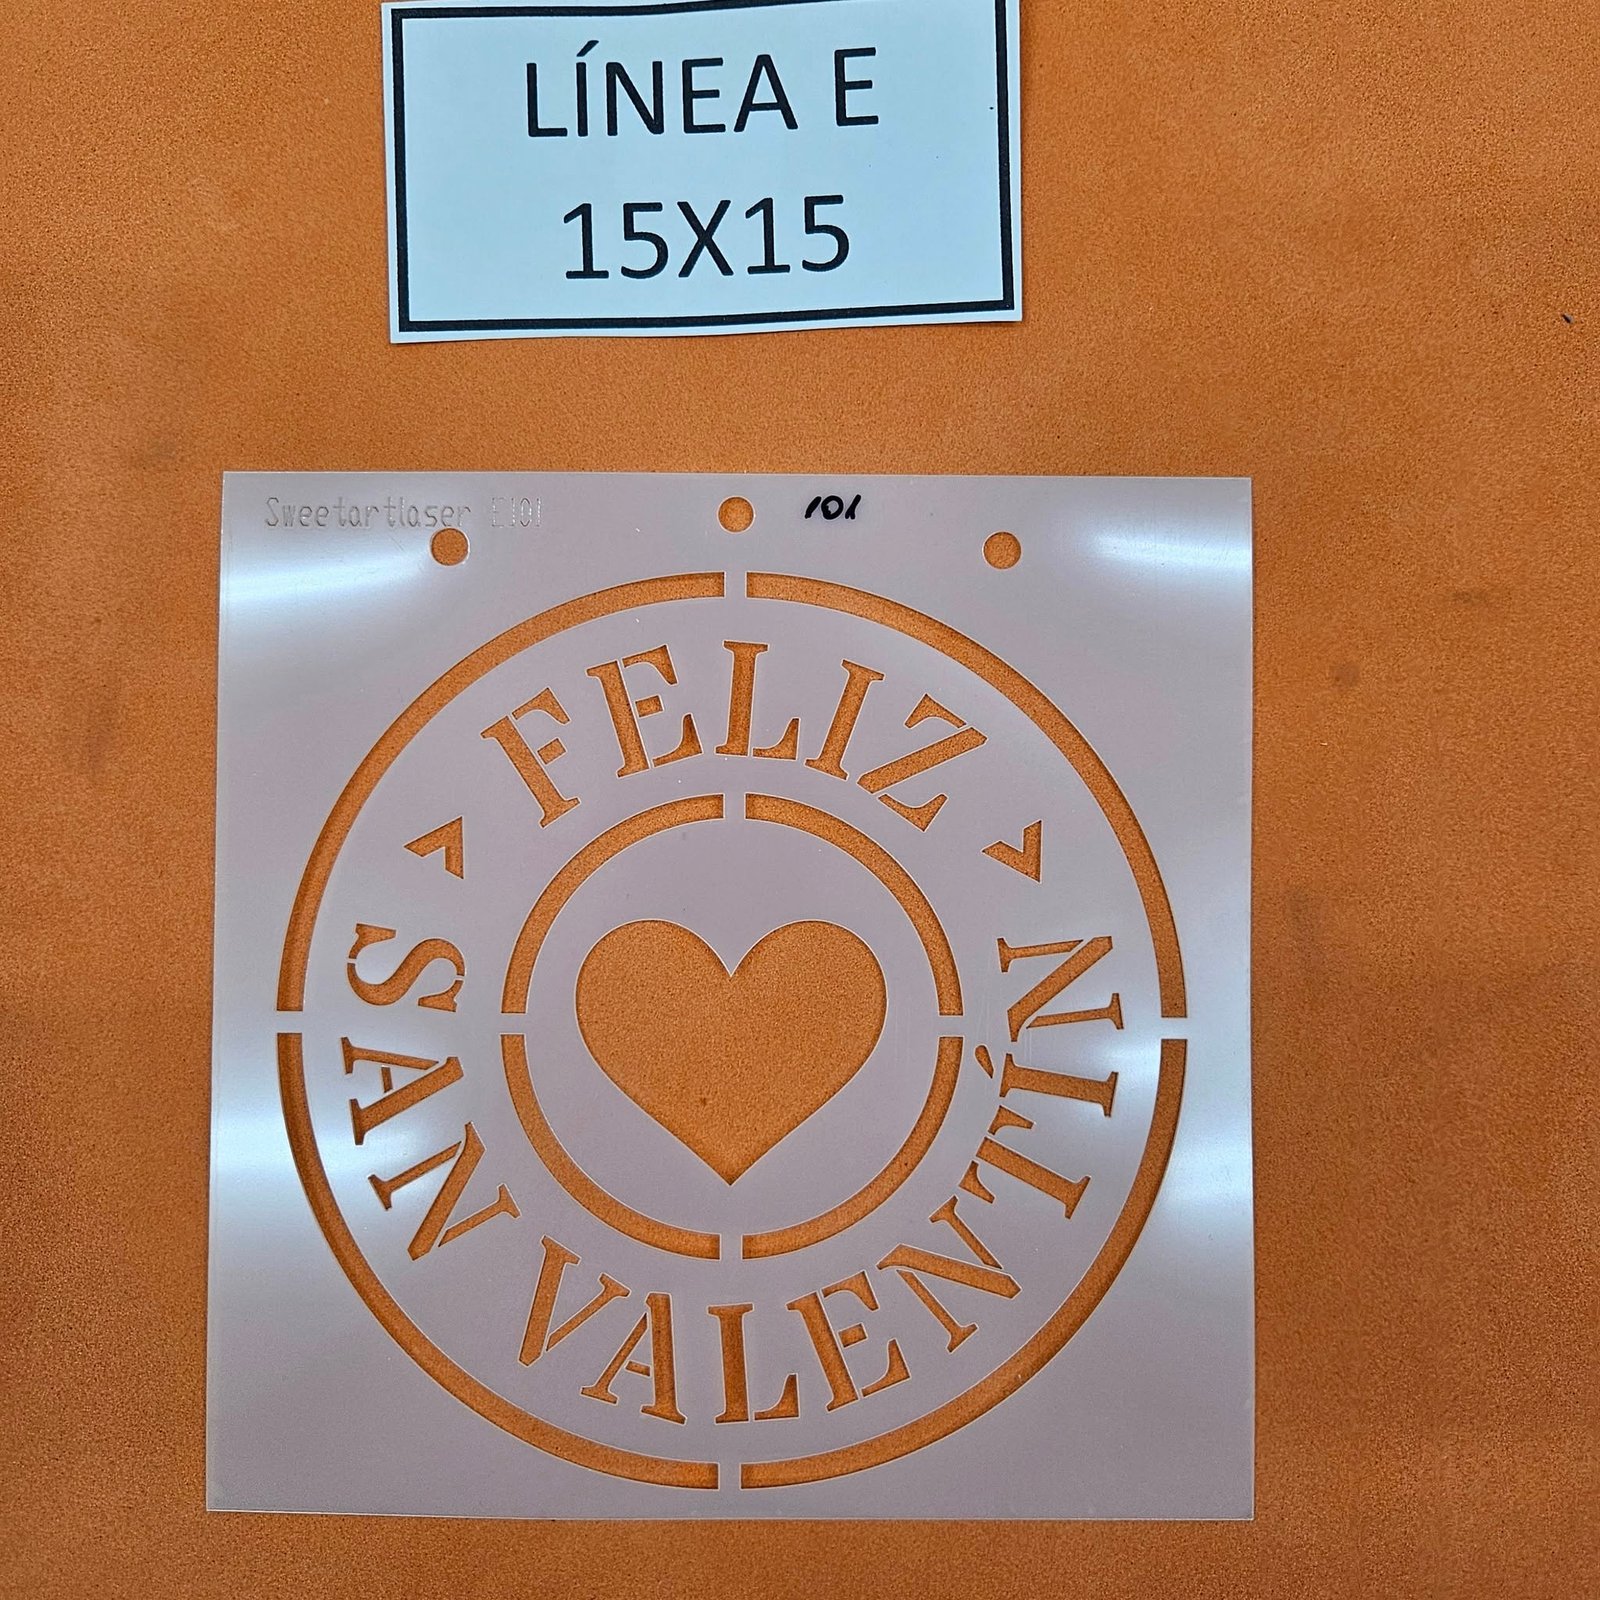 LÍNEA E
15X15
Sweetartlaser E101
101
FELIZ
SAN VALENTÍN